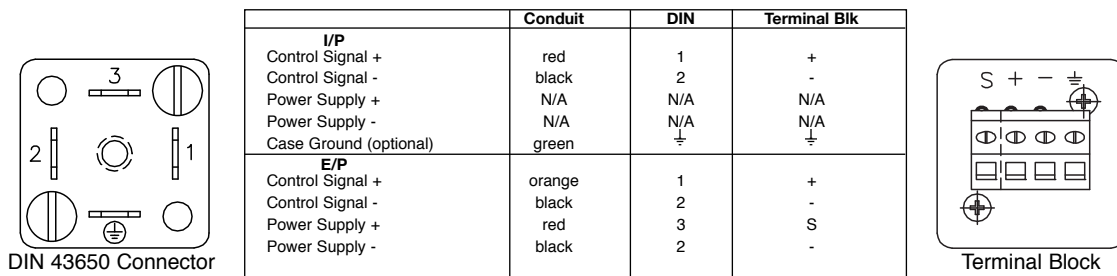 Conduit DIN Terminal Blk
I/P
Control Signal + red 1 +
Control Signal - black 2 -
Power Supply + N/A N/A N/A
Power Supply - N/A N/A N/A
Case Ground (optional) green ⏚ ⏚
E/P
Control Signal + orange 1 +
Control Signal - black 2 -
Power Supply + red 3 S
Power Supply - black 2 -
3
2 1
DIN 43650 Connector
S + - ⏚
Terminal Block